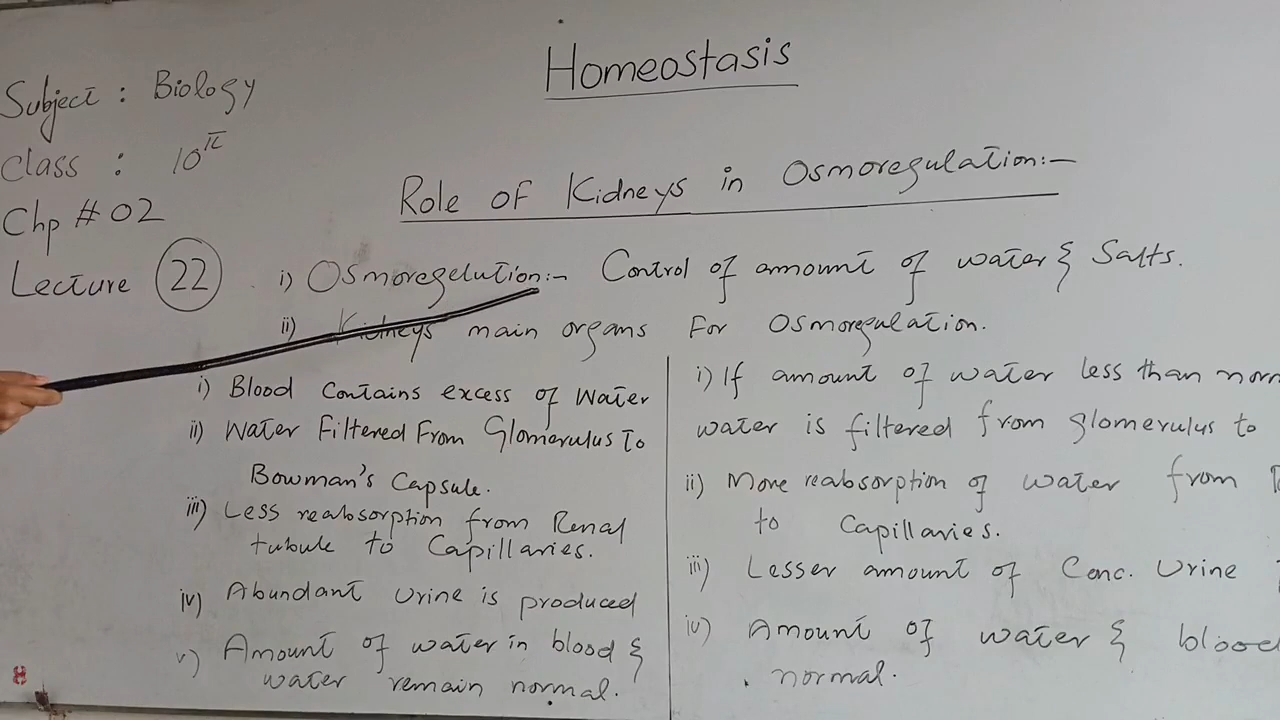 Homeostasis
Subject : Biology
Class : 10th
Chp # 02
Lecture 22
Role of Kidneys in Osmoregulation:-
i) Osmoregelution:- Control of amount of water & Salts.
ii) Kidneys main organs For Osmoregulation.
i) Blood Contains excess of Water
ii) Water Filtered From Glomerulus To
Bowman's Capsule.
iii) Less reabsorption from Renal
tubule to Capillaries.
iv) Abundant Urine is produced
v) Amount of water in blood &
water remain normal.
i) If amount of water less than
water is filtered from glomerulus to
ii) More reabsorption of water from
to Capillaries.
iii) Lesser amount of Conc. Urine
iv) Amount of water & blood
normal.
8